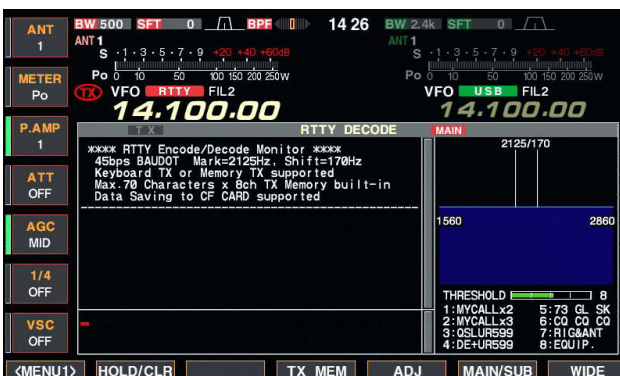 ANT
1
METER
Po
P.AMP
1
ATT
OFF
AGC
MID
1/4
OFF
VSC
OFF
BW 500 SFT 0 BPF 14 26 BW 2.4k SFT 0
ANT 1
S ·1·3·5·7·9 +20 +40 +60dB
Po 0 10 50 100 150 200 250W
TX VFO RTTY FIL2
14.100.00
ANT 1
S ·1·3·5·7·9 +20 +40 +60dB
Po 0 10 50 100 150 200 250W
VFO USB FIL2
14.100.00
TX RTTY DECODE MAIN
**** RTTY Encode/Decode Monitor ****
45bps BAUDOT Mark=2125Hz, Shift=170Hz
Keyboard TX or Memory TX supported
Max.70 Characters x 8ch TX Memory built-in
Data Saving to CF CARD supported
2125/170
1560 2860
THRESHOLD 8
1:MYCALLx2 5:73 GL SK
2:MYCALLx3 6:CQ CQ CQ
3:QSLUR599 7:RIG&ANT
4:DE+UR599 8:EQUIP.
<MENU1> HOLD/CLR TX MEM ADJ MAIN/SUB WIDE